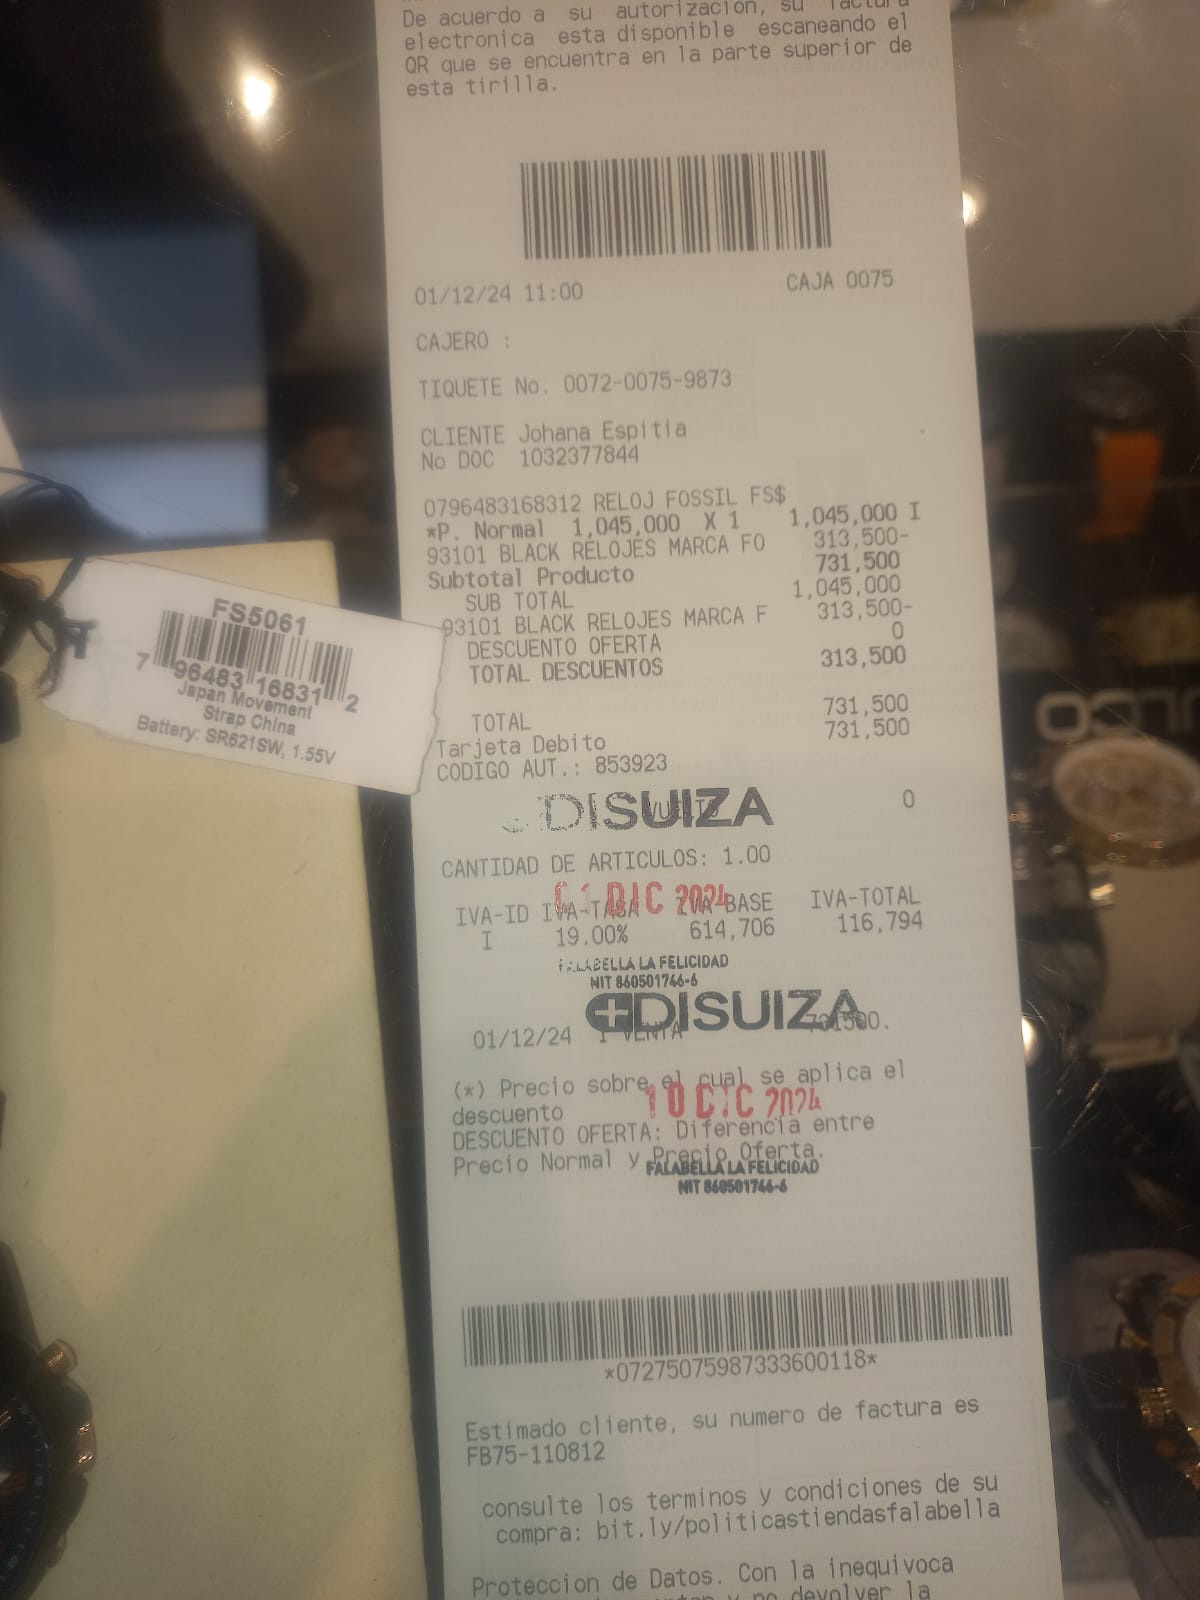 De acuerdo a su autorizacion, su factura
electronica esta disponible escaneando el
QR que se encuentra en la parte superior de
esta tirilla.
01/12/24 11:00 CAJA 0075
CAJERO :
TIQUETE No. 0072-0075-9873
CLIENTE Johana Espitia
No DOC 1032377844
0796483168312 RELOJ FOSSIL FS$
*P. Normal 1,045,000 X 1 1,045,000 I
93101 BLACK RELOJES MARCA FO 313,500-
Subtotal Producto 731,500
SUB TOTAL 1,045,000
93101 BLACK RELOJES MARCA F 313,500-
DESCUENTO OFERTA 0
TOTAL DESCUENTOS 313,500
TOTAL 731,500
Tarjeta Debito 731,500
CODIGO AUT.: 853923
DISUIZA
VUELTO 0
CANTIDAD DE ARTICULOS: 1.00
01 DIC 2024
IVA-ID IVA-TASA IVA-BASE IVA-TOTAL
I 19.00% 614,706 116,794
FALABELLA LA FELICIDAD
NIT 860501746-6
DISUIZA
01/12/24 1 VENTA 731500.
(*) Precio sobre el cual se aplica el
descuento
10 DIC 2024
DESCUENTO OFERTA: Diferencia entre
Precio Normal y Precio Oferta.
FALABELLA LA FELICIDAD
NIT 860501746-6
*07275075987333600118*
Estimado cliente, su numero de factura es
FB75-110812
consulte los terminos y condiciones de su
compra: bit.ly/politicastiendasfalabella
Proteccion de Datos. Con la inequivoca
y no devolver la
FS5061
7 96483 16831 2
Japan Movement
Strap China
Battery: SR621SW, 1.55V